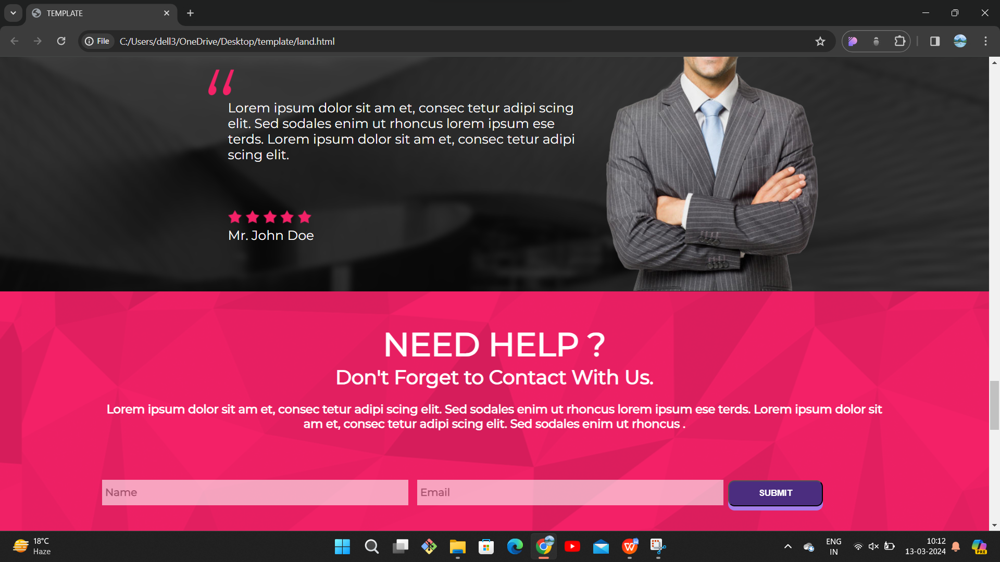 TEMPLATE
File
C:/Users/dell3/OneDrive/Desktop/template/land.html
“
Lorem ipsum dolor sit am et, consec tetur adipi scing
elit. Sed sodales enim ut rhoncus lorem ipsum ese
terds. Lorem ipsum dolor sit am et, consec tetur adipi
scing elit.
Mr. John Doe
NEED HELP ?
Don't Forget to Contact With Us.
Lorem ipsum dolor sit am et, consec tetur adipi scing elit. Sed sodales enim ut rhoncus lorem ipsum ese terds. Lorem ipsum dolor sit
am et, consec tetur adipi scing elit. Sed sodales enim ut rhoncus .
Name
Email
SUBMIT
18°C
Haze
W
ENG
IN
10:12
13-03-2024
PRE